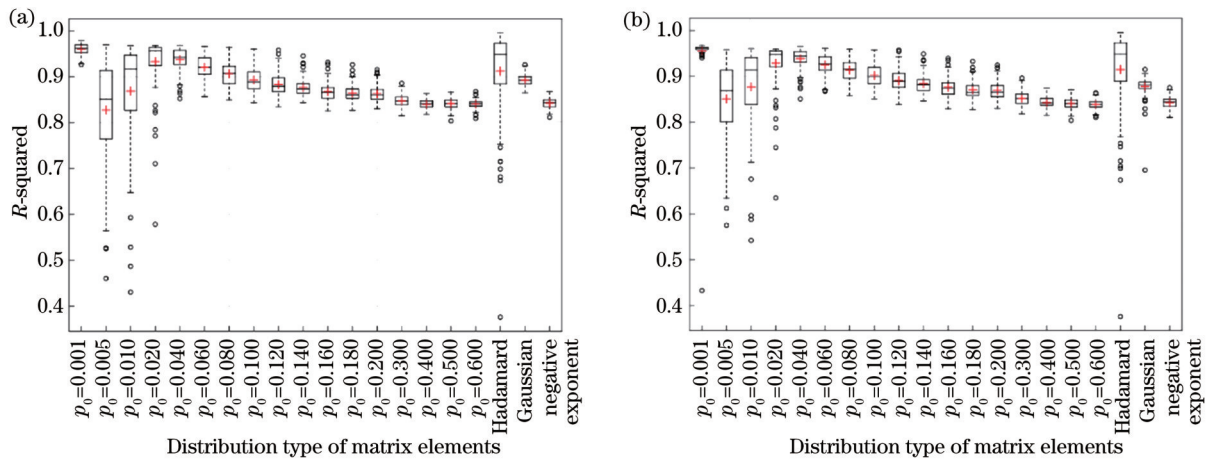 (a)
1.0
0.9
0.8
0.7
0.6
0.5
0.4
R-squared
p₀=0.001
p₀=0.005
p₀=0.010
p₀=0.020
p₀=0.040
p₀=0.060
p₀=0.080
p₀=0.100
p₀=0.120
p₀=0.140
p₀=0.160
p₀=0.180
p₀=0.200
p₀=0.300
p₀=0.400
p₀=0.500
p₀=0.600
Hadamard
Gaussian
negative
exponent
Distribution type of matrix elements
(b)
1.0
0.9
0.8
0.7
0.6
0.5
0.4
R-squared
p₀=0.001
p₀=0.005
p₀=0.010
p₀=0.020
p₀=0.040
p₀=0.060
p₀=0.080
p₀=0.100
p₀=0.120
p₀=0.140
p₀=0.160
p₀=0.180
p₀=0.200
p₀=0.300
p₀=0.400
p₀=0.500
p₀=0.600
Hadamard
Gaussian
negative
exponent
Distribution type of matrix elements